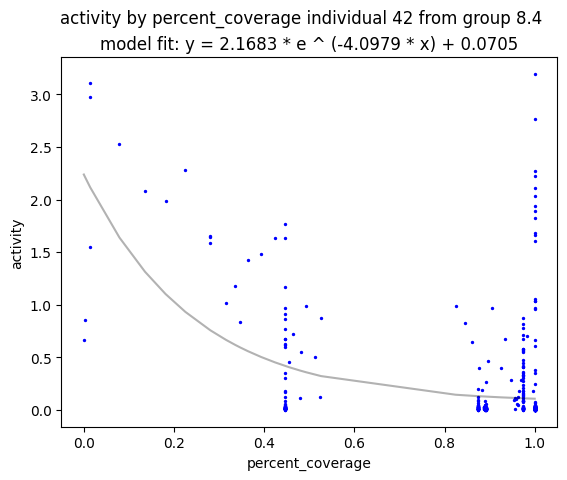 activity by percent_coverage individual 42 from group 8.4
model fit: y = 2.1683 * e ^ (-4.0979 * x) + 0.0705
3.0
2.5
2.0
1.5
1.0
0.5
0.0
activity
0.0 0.2 0.4 0.6 0.8 1.0
percent_coverage